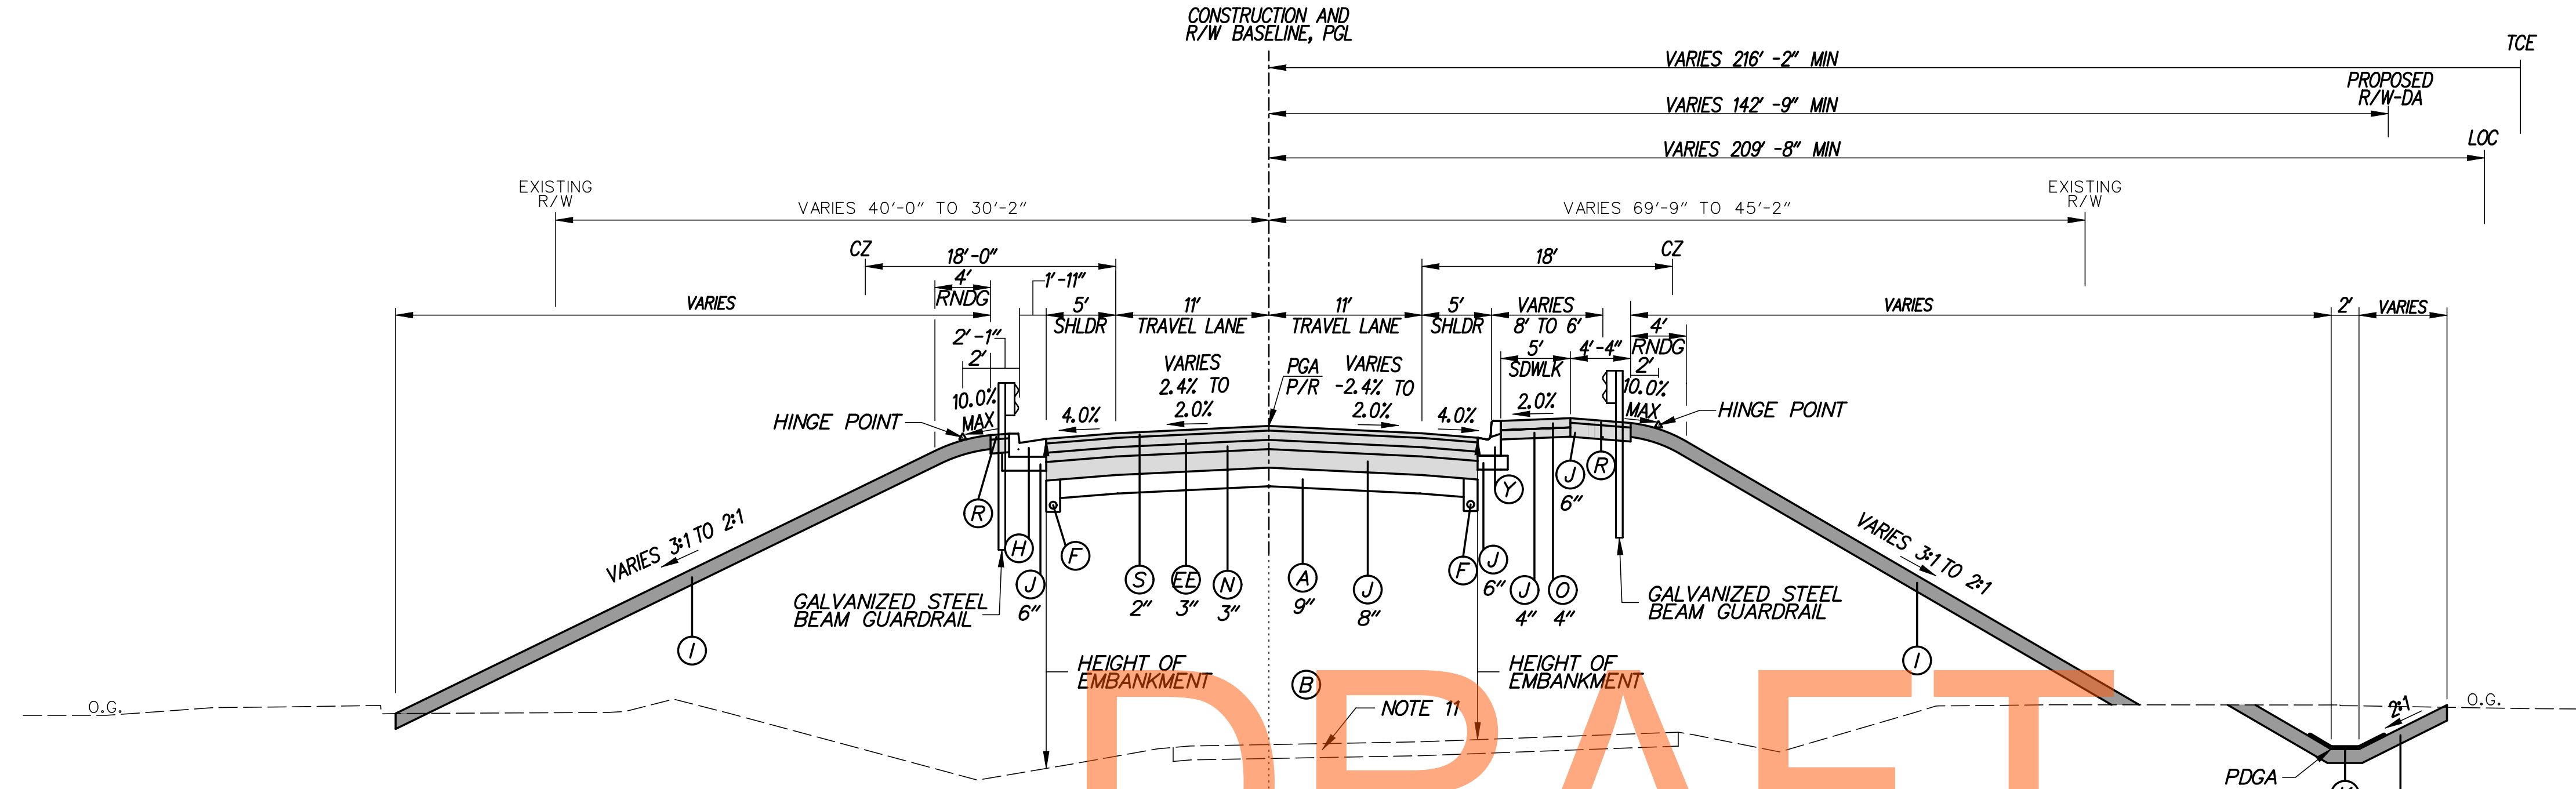 CONSTRUCTION AND
R/W BASELINE, PGL
TCE
VARIES 216' -2" MIN
PROPOSED
R/W-DA
VARIES 142' -9" MIN
LOC
VARIES 209' -8" MIN
EXISTING
R/W
VARIES 40'-0" TO 30'-2"
VARIES 69'-9" TO 45'-2"
EXISTING
R/W
CZ
18'-0"
18'
CZ
4'
RNDG
1'-11"
VARIES
5'
SHLDR
11'
TRAVEL LANE
11'
TRAVEL LANE
5'
SHLDR
VARIES
8' TO 6'
VARIES
2'
VARIES
4'
RNDG
2'-1"
2'
5'
SDWLK
4'-4"
2'
VARIES
2.4% TO
2.0%
PGA
P/R
VARIES
-2.4% TO
2.0%
10.0%
MAX
4.0%
4.0%
2.0%
10.0%
MAX
HINGE POINT
HINGE POINT
VARIES 3:1 TO 2:1
VARIES 3:1 TO 2:1
R
H
J
6"
F
S
2"
EE
3"
N
3"
A
9"
J
8"
F
J
6"
Y
J
4"
O
4"
J
6"
R
GALVANIZED STEEL
BEAM GUARDRAIL
GALVANIZED STEEL
BEAM GUARDRAIL
I
I
HEIGHT OF
EMBANKMENT
HEIGHT OF
EMBANKMENT
B
NOTE 11
O.G.
O.G.
2:1
PDGA
DRAFT